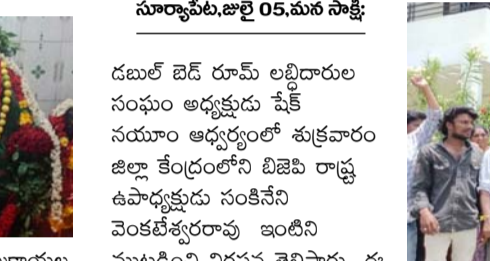 సూర్యాపేట,జులై 05,మన సాక్షి:
డబుల్ బెడ్ రూమ్ లబ్ధిదారుల
సంఘం అధ్యక్షుడు షేక్
నయూం ఆధ్వర్యంలో శుక్రవారం
జిల్లా కేంద్రంలోని బిజెపి రాష్ట్ర
ఉపాధ్యక్షుడు సంకినేని
వెంకటేశ్వరరావు ఇంటిని